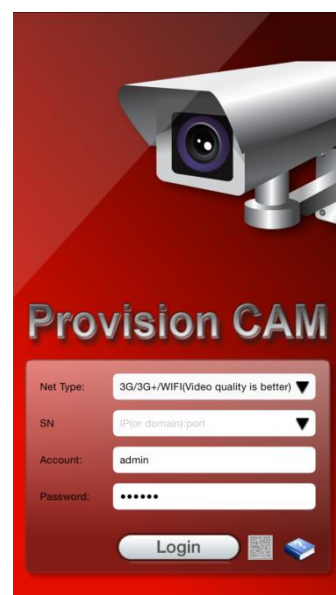 Provision CAM
Net Type: 3G/3G+/WIFI(Video quality is better)
SN IP(or domain):port
Account: admin
Password: ••••••
Login